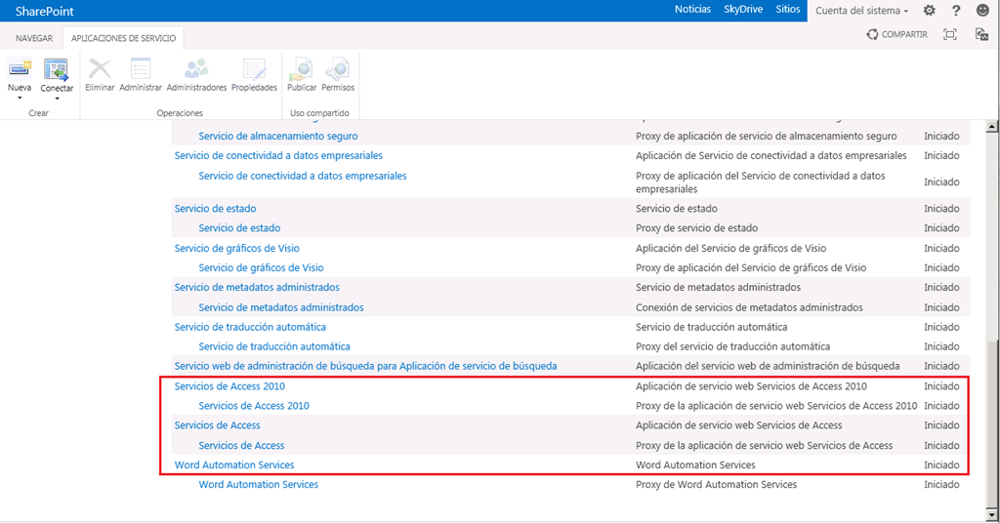 SharePoint
Noticias SkyDrive Sitios Cuenta del sistema
NAVEGAR APLICACIONES DE SERVICIO COMPARTIR
Nueva Conectar Eliminar Administrar Administradores Propiedades Publicar Permisos
Crear Operaciones Uso compartido
Servicio de almacenamiento seguro Proxy de aplicación de servicio de almacenamiento seguro Iniciado
Servicio de conectividad a datos empresariales Aplicación de Servicio de conectividad a datos empresariales Iniciado
Servicio de conectividad a datos empresariales Proxy de aplicación del Servicio de conectividad a datos
empresariales Iniciado
Servicio de estado Servicio de estado Iniciado
Servicio de estado Proxy de servicio de estado Iniciado
Servicio de gráficos de Visio Aplicación del Servicio de gráficos de Visio Iniciado
Servicio de gráficos de Visio Proxy de aplicación del Servicio de gráficos de Visio Iniciado
Servicio de metadatos administrados Servicio de metadatos administrados Iniciado
Servicio de metadatos administrados Conexión de servicios de metadatos administrados Iniciado
Servicio de traducción automática Servicio de traducción automática Iniciado
Servicio de traducción automática Proxy del servicio de traducción automática Iniciado
Servicio web de administración de búsqueda para Aplicación de servicio de búsqueda Aplicación del servicio web de administración de búsqueda Iniciado
Servicios de Access 2010 Aplicación de servicio web Servicios de Access 2010 Iniciado
Servicios de Access 2010 Proxy de la aplicación de servicio web Servicios de Access 2010 Iniciado
Servicios de Access Aplicación de servicio web Servicios de Access Iniciado
Servicios de Access Proxy de la aplicación de servicio web Servicios de Access Iniciado
Word Automation Services Word Automation Services Iniciado
Word Automation Services Proxy de Word Automation Services Iniciado